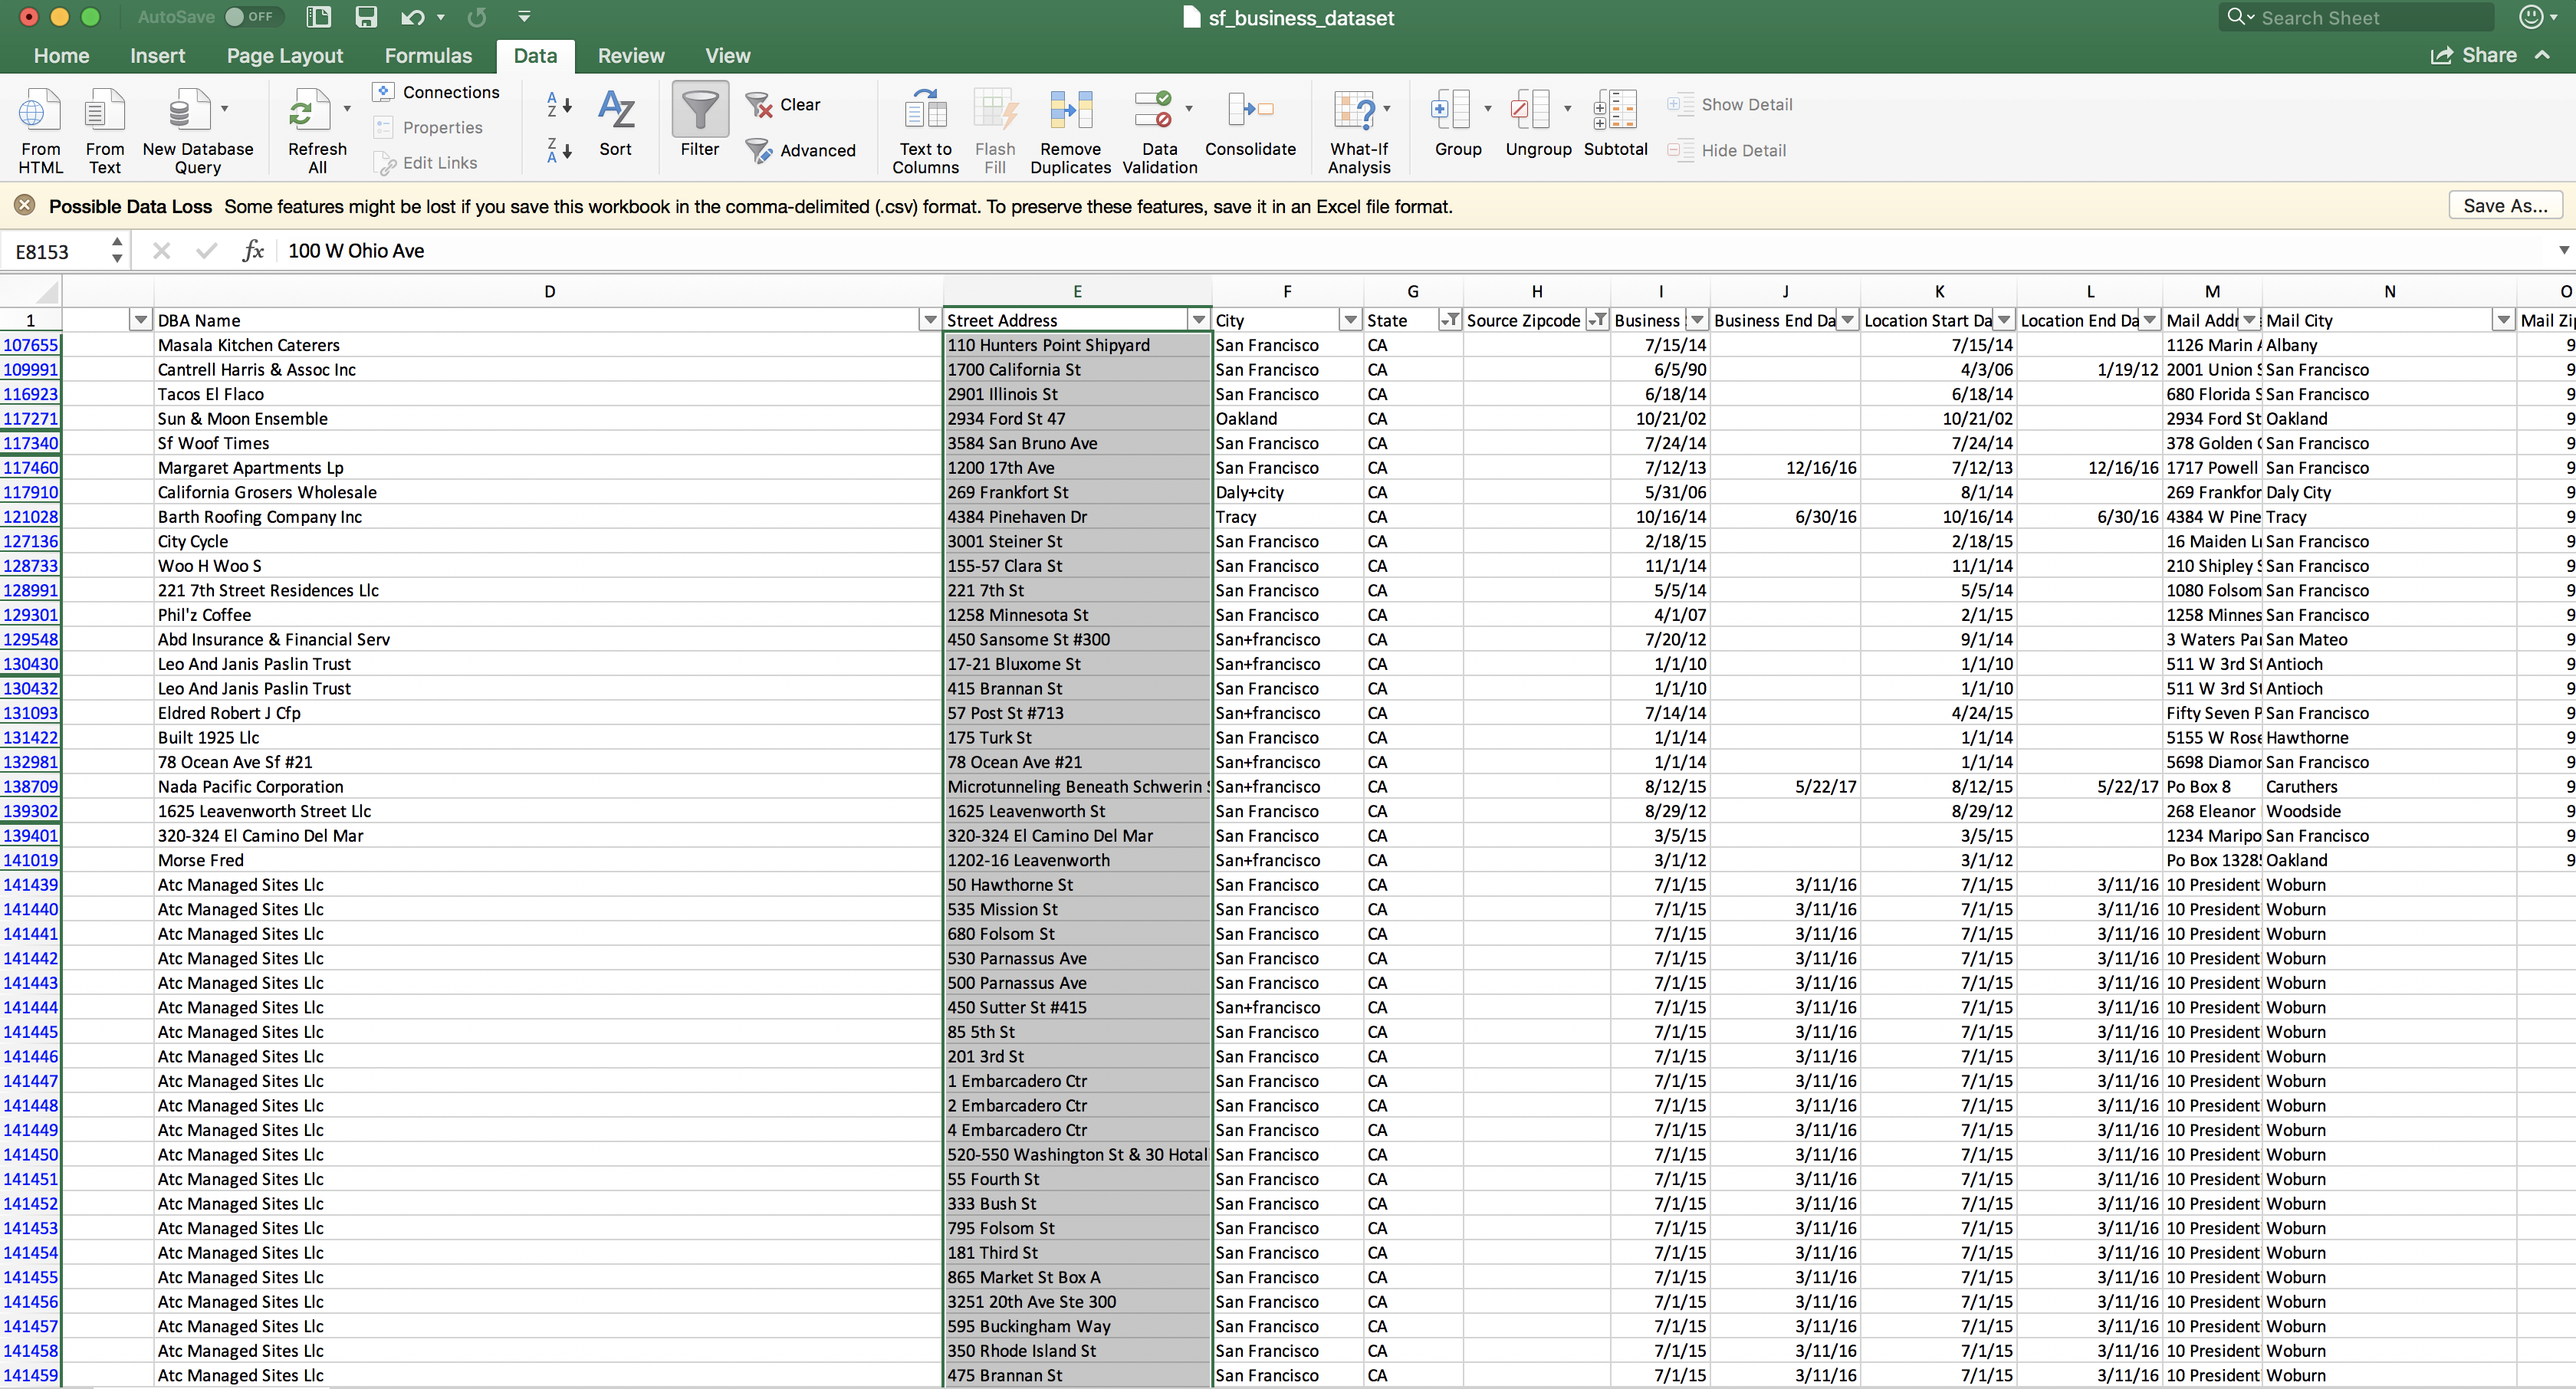 AutoSave OFF sf_business_dataset Search Sheet
Home Insert Page Layout Formulas Data Review View Share
Connections Clear Show Detail
Properties
From HTML From Text New Database Query Refresh All Edit Links Sort Filter Advanced Text to Columns Flash Fill Remove Duplicates Data Validation Consolidate What-If Analysis Group Ungroup Subtotal Hide Detail
Possible Data Loss Some features might be lost if you save this workbook in the comma-delimited (.csv) format. To preserve these features, save it in an Excel file format. Save As...
E8153 fx 100 W Ohio Ave
D E F G H I J K L M N O
1 DBA Name Street Address City State Source Zipcode Business Business End Da Location Start Da Location End Da Mail Addr Mail City Mail Zi
107655 Masala Kitchen Caterers 110 Hunters Point Shipyard San Francisco CA 7/15/14 7/15/14 1126 Marin Albany 9
109991 Cantrell Harris & Assoc Inc 1700 California St San Francisco CA 6/5/90 4/3/06 1/19/12 2001 Union San Francisco 9
116923 Tacos El Flaco 2901 Illinois St San Francisco CA 6/18/14 6/18/14 680 Florida San Francisco 9
117271 Sun & Moon Ensemble 2934 Ford St 47 Oakland CA 10/21/02 10/21/02 2934 Ford St Oakland 9
117340 Sf Woof Times 3584 San Bruno Ave San Francisco CA 7/24/14 7/24/14 378 Golden San Francisco 9
117460 Margaret Apartments Lp 1200 17th Ave San Francisco CA 7/12/13 12/16/16 7/12/13 12/16/16 1717 Powell San Francisco 9
117910 California Grosers Wholesale 269 Frankfort St Daly+city CA 5/31/06 8/1/14 269 Frankfor Daly City 9
121028 Barth Roofing Company Inc 4384 Pinehaven Dr Tracy CA 10/16/14 6/30/16 10/16/14 6/30/16 4384 W Pine Tracy 9
127136 City Cycle 3001 Steiner St San Francisco CA 2/18/15 2/18/15 16 Maiden L San Francisco 9
128733 Woo H Woo S 155-57 Clara St San Francisco CA 11/1/14 11/1/14 210 Shipley San Francisco 9
128991 221 7th Street Residences Llc 221 7th St San Francisco CA 5/5/14 5/5/14 1080 Folsom San Francisco 9
129301 Phil'z Coffee 1258 Minnesota St San Francisco CA 4/1/07 2/1/15 1258 Minnes San Francisco 9
129548 Abd Insurance & Financial Serv 450 Sansome St #300 San+francisco CA 7/20/12 9/1/14 3 Waters Pa San Mateo 9
130430 Leo And Janis Paslin Trust 17-21 Bluxome St San+francisco CA 1/1/10 1/1/10 511 W 3rd St Antioch 9
130432 Leo And Janis Paslin Trust 415 Brannan St San Francisco CA 1/1/10 1/1/10 511 W 3rd St Antioch 9
131093 Eldred Robert J Cfp 57 Post St #713 San+francisco CA 7/14/14 4/24/15 Fifty Seven P San Francisco 9
131422 Built 1925 Llc 175 Turk St San Francisco CA 1/1/14 1/1/14 5155 W Rose Hawthorne 9
132981 78 Ocean Ave Sf #21 78 Ocean Ave #21 San+francisco CA 1/1/14 1/1/14 5698 Diamon San Francisco 9
138709 Nada Pacific Corporation Microtunneling Beneath Schwerin San+francisco CA 8/12/15 5/22/17 8/12/15 5/22/17 Po Box 8 Caruthers 9
139302 1625 Leavenworth Street Llc 1625 Leavenworth St San Francisco CA 8/29/12 8/29/12 268 Eleanor Woodside 9
139401 320-324 El Camino Del Mar 320-324 El Camino Del Mar San Francisco CA 3/5/15 3/5/15 1234 Maripo San Francisco 9
141019 Morse Fred 1202-16 Leavenworth San+francisco CA 3/1/12 3/1/12 Po Box 1328 Oakland 9
141439 Atc Managed Sites Llc 50 Hawthorne St San Francisco CA 7/1/15 3/11/16 7/1/15 3/11/16 10 President Woburn
141440 Atc Managed Sites Llc 535 Mission St San Francisco CA 7/1/15 3/11/16 7/1/15 3/11/16 10 President Woburn
141441 Atc Managed Sites Llc 680 Folsom St San Francisco CA 7/1/15 3/11/16 7/1/15 3/11/16 10 President Woburn
141442 Atc Managed Sites Llc 530 Parnassus Ave San Francisco CA 7/1/15 3/11/16 7/1/15 3/11/16 10 President Woburn
141443 Atc Managed Sites Llc 500 Parnassus Ave San Francisco CA 7/1/15 3/11/16 7/1/15 3/11/16 10 President Woburn
141444 Atc Managed Sites Llc 450 Sutter St #415 San+francisco CA 7/1/15 3/11/16 7/1/15 3/11/16 10 President Woburn
141445 Atc Managed Sites Llc 85 5th St San Francisco CA 7/1/15 3/11/16 7/1/15 3/11/16 10 President Woburn
141446 Atc Managed Sites Llc 201 3rd St San Francisco CA 7/1/15 3/11/16 7/1/15 3/11/16 10 President Woburn
141447 Atc Managed Sites Llc 1 Embarcadero Ctr San Francisco CA 7/1/15 3/11/16 7/1/15 3/11/16 10 President Woburn
141448 Atc Managed Sites Llc 2 Embarcadero Ctr San Francisco CA 7/1/15 3/11/16 7/1/15 3/11/16 10 President Woburn
141449 Atc Managed Sites Llc 4 Embarcadero Ctr San Francisco CA 7/1/15 3/11/16 7/1/15 3/11/16 10 President Woburn
141450 Atc Managed Sites Llc 520-550 Washington St & 30 Hotal San Francisco CA 7/1/15 3/11/16 7/1/15 3/11/16 10 President Woburn
141451 Atc Managed Sites Llc 55 Fourth St San Francisco CA 7/1/15 3/11/16 7/1/15 3/11/16 10 President Woburn
141452 Atc Managed Sites Llc 333 Bush St San Francisco CA 7/1/15 3/11/16 7/1/15 3/11/16 10 President Woburn
141453 Atc Managed Sites Llc 795 Folsom St San Francisco CA 7/1/15 3/11/16 7/1/15 3/11/16 10 President Woburn
141454 Atc Managed Sites Llc 181 Third St San Francisco CA 7/1/15 3/11/16 7/1/15 3/11/16 10 President Woburn
141455 Atc Managed Sites Llc 865 Market St Box A San Francisco CA 7/1/15 3/11/16 7/1/15 3/11/16 10 President Woburn
141456 Atc Managed Sites Llc 3251 20th Ave Ste 300 San Francisco CA 7/1/15 3/11/16 7/1/15 3/11/16 10 President Woburn
141457 Atc Managed Sites Llc 595 Buckingham Way San Francisco CA 7/1/15 3/11/16 7/1/15 3/11/16 10 President Woburn
141458 Atc Managed Sites Llc 350 Rhode Island St San Francisco CA 7/1/15 3/11/16 7/1/15 3/11/16 10 President Woburn
141459 Atc Managed Sites Llc 475 Brannan St San Francisco CA 7/1/15 3/11/16 7/1/15 3/11/16 10 President Woburn